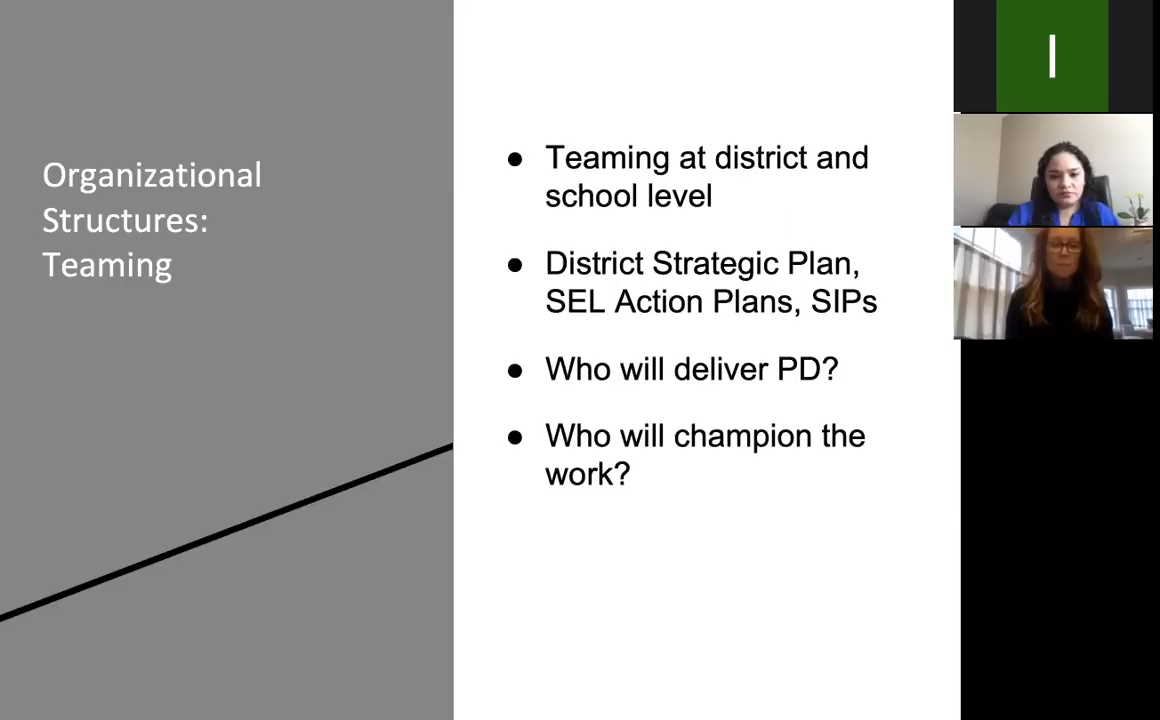 Organizational
Structures:
Teaming
● Teaming at district and
school level
● District Strategic Plan,
SEL Action Plans, SIPs
● Who will deliver PD?
● Who will champion the
work?
I